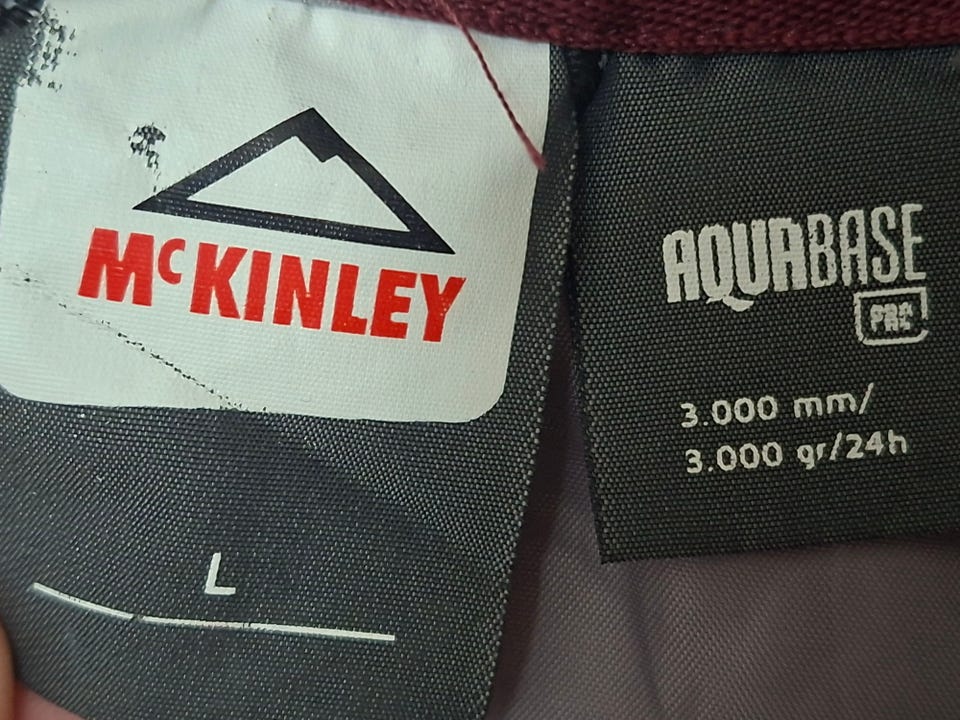 McKINLEY
L
AQUABASE
PRO
3.000 mm/
3.000 gr/24h